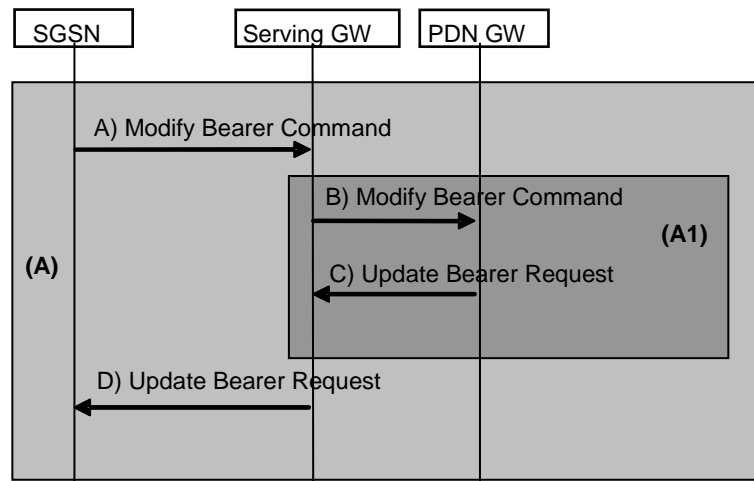 SGSN
Serving GW
PDN GW
A) Modify Bearer Command
B) Modify Bearer Command
(A1)
(A)
C) Update Bearer Request
D) Update Bearer Request